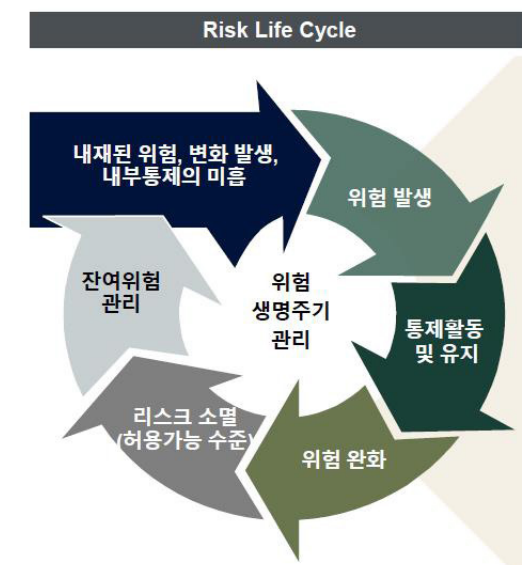 Risk Life Cycle
내재된 위험, 변화 발생,
내부통제의 미흡
위험 발생
통제활동
및 유지
위험 완화
리스크 소멸
(허용가능 수준)
잔여위험
관리
위험
생명주기
관리